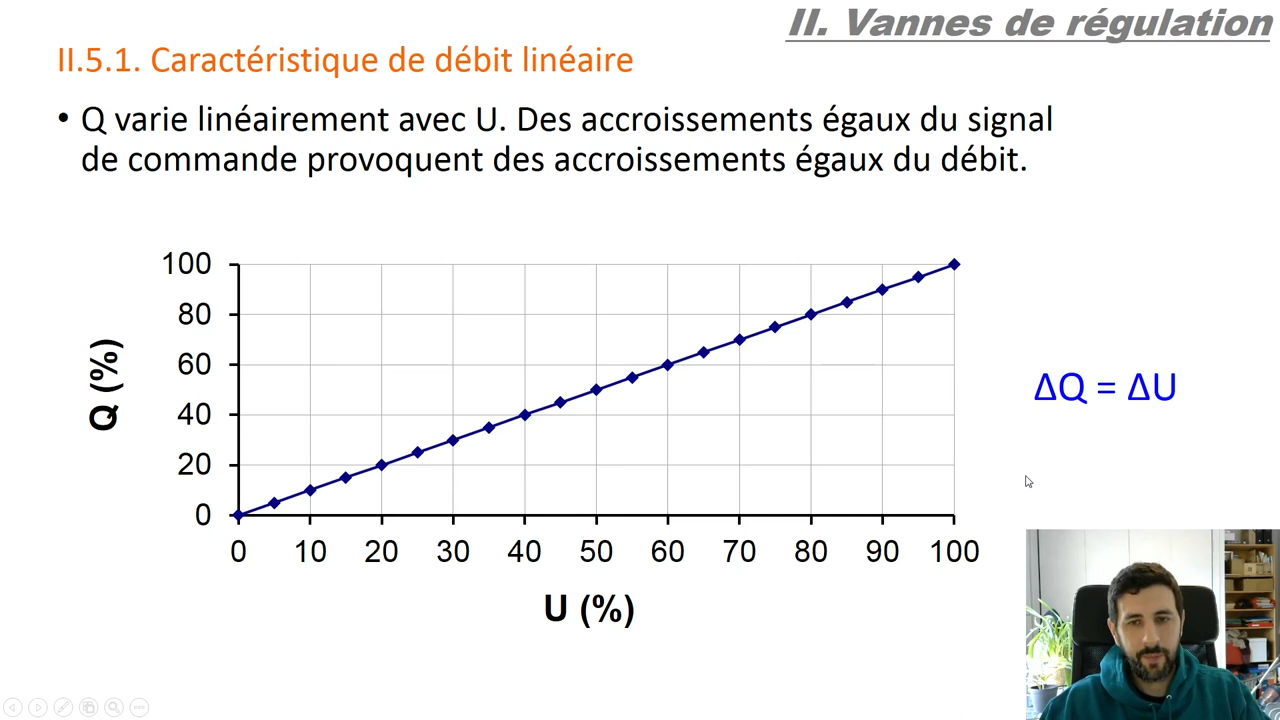 II. Vannes de régulation
II.5.1. Caractéristique de débit linéaire
• Q varie linéairement avec U. Des accroissements égaux du signal
de commande provoquent des accroissements égaux du débit.
100
80
60
40
20
0
Q (%)
0 10 20 30 40 50 60 70 80 90 100
U (%)
ΔQ = ΔU